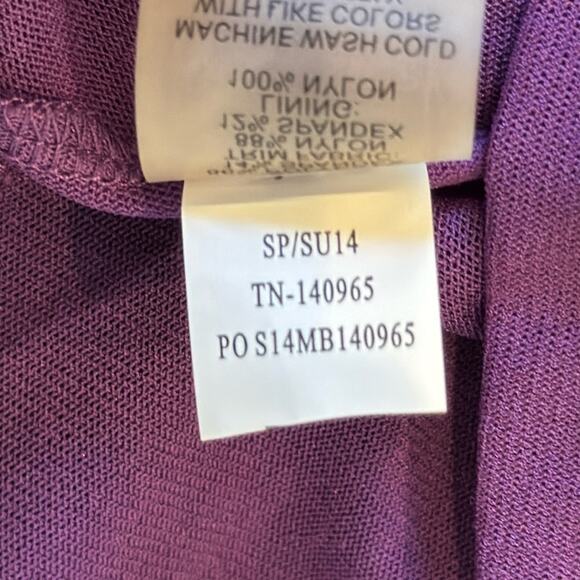 TRIM FABRIC:
88% NYLON
12% SPANDEX
LINING:
100% NYLON
MACHINE WASH COLD
WITH LIKE COLORS
SP/SU14
TN-140965
PO S14MB140965